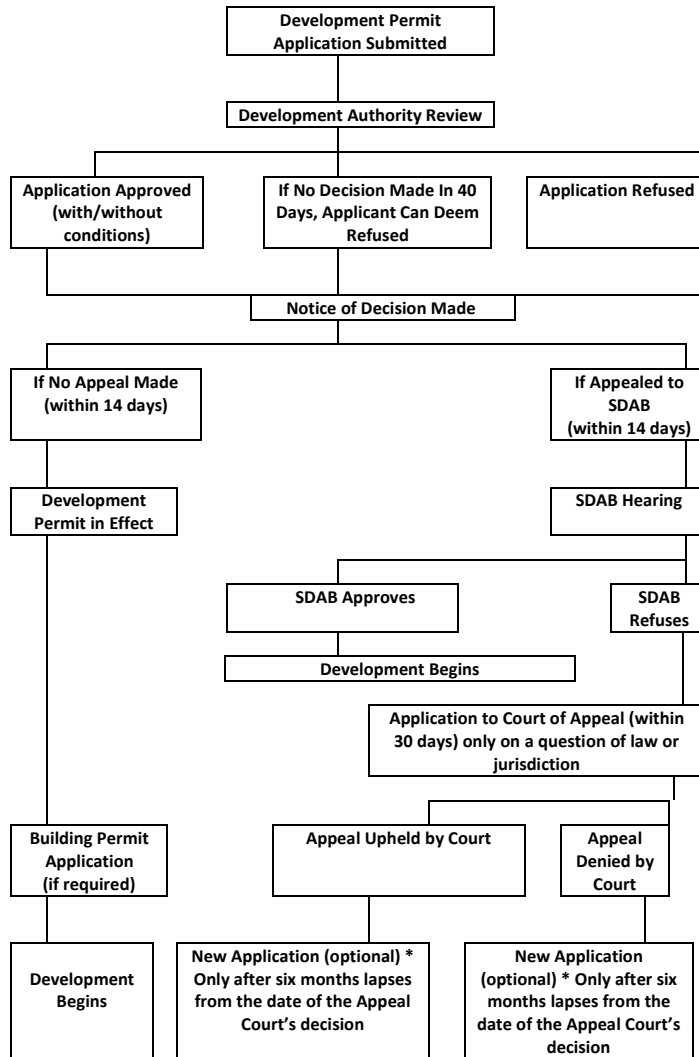 Development Permit
Application Submitted
Development Authority Review
Application Approved
(with/without
conditions)
If No Decision Made In 40
Days, Applicant Can Deem
Refused
Application Refused
Notice of Decision Made
If No Appeal Made
(within 14 days)
If Appealed to
SDAB
(within 14 days)
Development
Permit in Effect
SDAB Hearing
SDAB Approves
SDAB
Refuses
Development Begins
Application to Court of Appeal (within
30 days) only on a question of law or
jurisdiction
Building Permit
Application
(if required)
Appeal Upheld by Court
Appeal
Denied by
Court
Development
Begins
New Application (optional) *
Only after six months lapses
from the date of the Appeal
Court’s decision
New Application
(optional) * Only after six
months lapses from the
date of the Appeal Court’s
decision